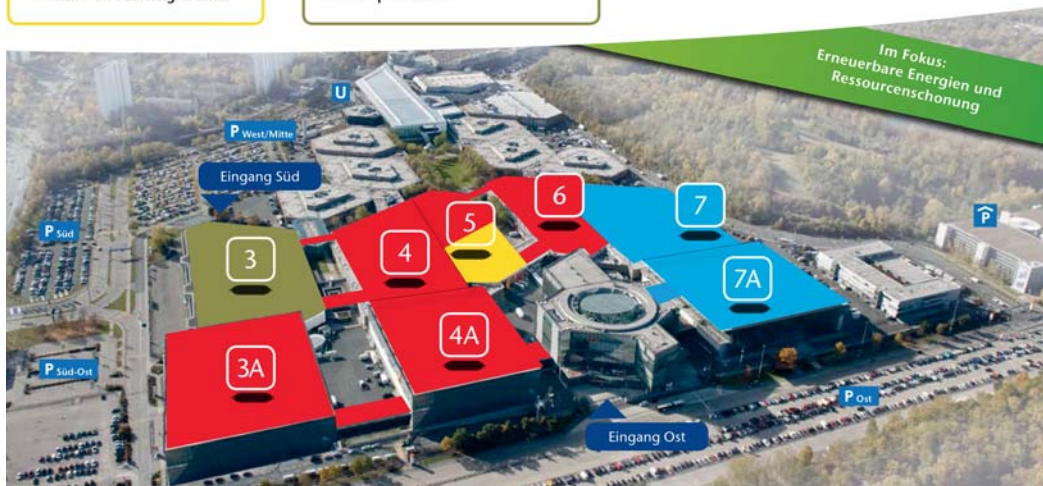 Im Fokus:
Erneuerbare Energien und
Ressourcenschonung
U
P West/Mitte
Eingang Süd
P Süd
P
3
4
5
6
7
7A
3A
4A
P Süd-Ost
P Ost
Eingang Ost